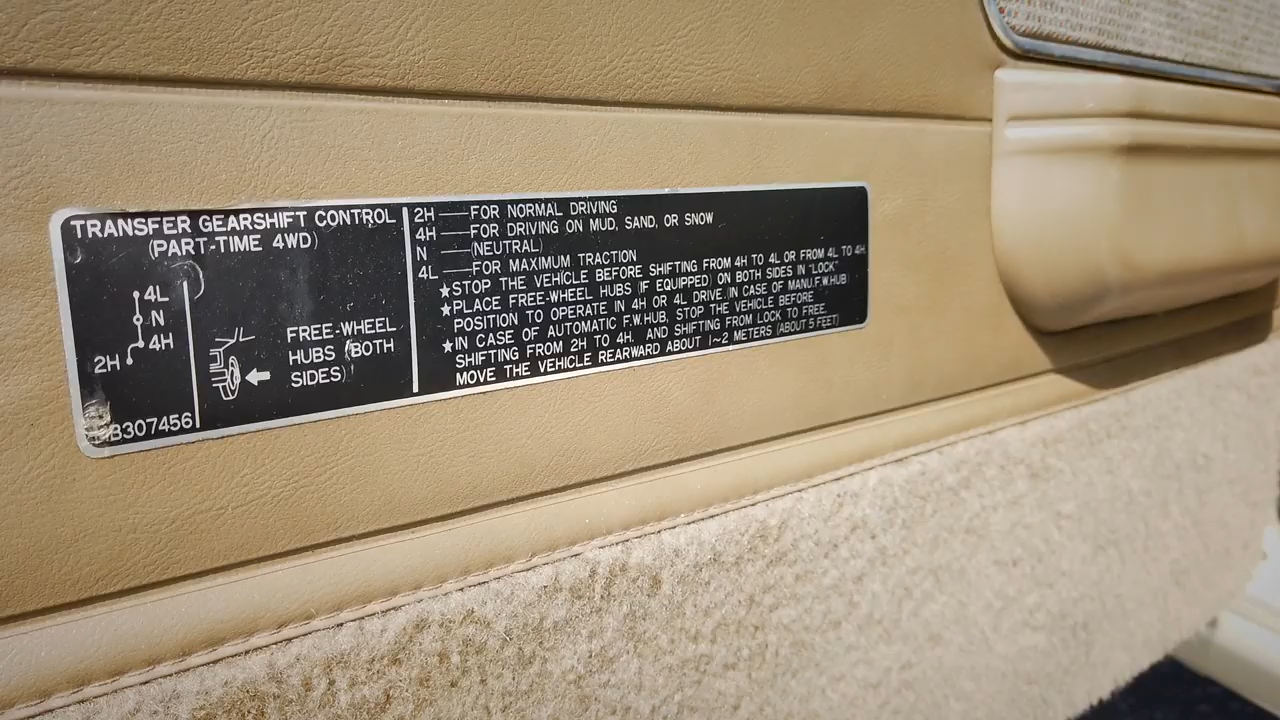 TRANSFER GEARSHIFT CONTROL
(PART-TIME 4WD)
4L
N
4H
2H
FREE-WHEEL
HUBS (BOTH
SIDES)
B307456
2H — FOR NORMAL DRIVING
4H — FOR DRIVING ON MUD, SAND, OR SNOW
N — (NEUTRAL)
4L — FOR MAXIMUM TRACTION
★STOP THE VEHICLE BEFORE SHIFTING FROM 4H TO 4L OR FROM 4L TO 4H.
★PLACE FREE-WHEEL HUBS (IF EQUIPPED) ON BOTH SIDES IN "LOCK"
POSITION TO OPERATE IN 4H OR 4L DRIVE.(IN CASE OF MANU.F.W.HUB)
★IN CASE OF AUTOMATIC F.W.HUB, STOP THE VEHICLE BEFORE
SHIFTING FROM 2H TO 4H. AND SHIFTING FROM LOCK TO FREE,
MOVE THE VEHICLE REARWARD ABOUT 1~2 METERS (ABOUT 5 FEET)